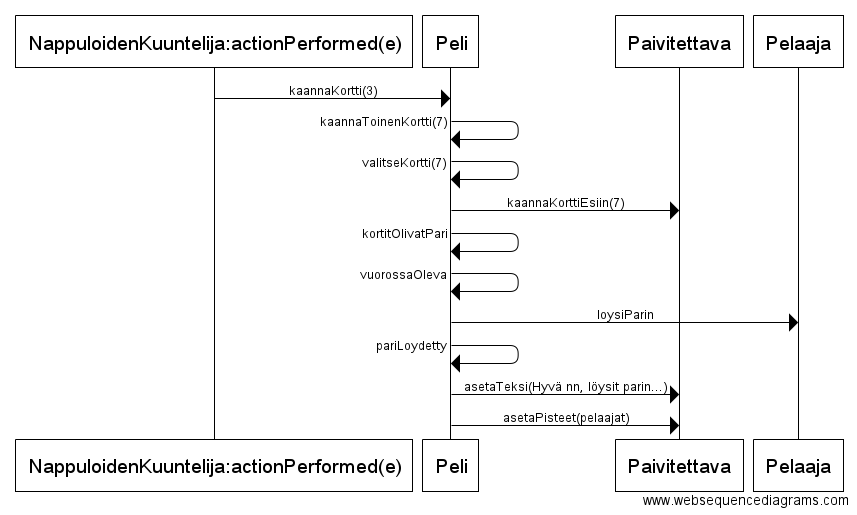 NappuloidenKuuntelija:actionPerformed(e)
Peli
Paivitettava
Pelaaja
kaannaKortti(3)
kaannaToinenKortti(7)
valitseKortti(7)
kaannaKorttiEsiin(7)
kortitOlivatPari
vuorossaOleva
loysiParin
pariLoydetty
asetaTeksi(Hyvä nn, löysit parin...)
asetaPisteet(pelaajat)
NappuloidenKuuntelija:actionPerformed(e)
Peli
Paivitettava
Pelaaja
www.websequencediagrams.com